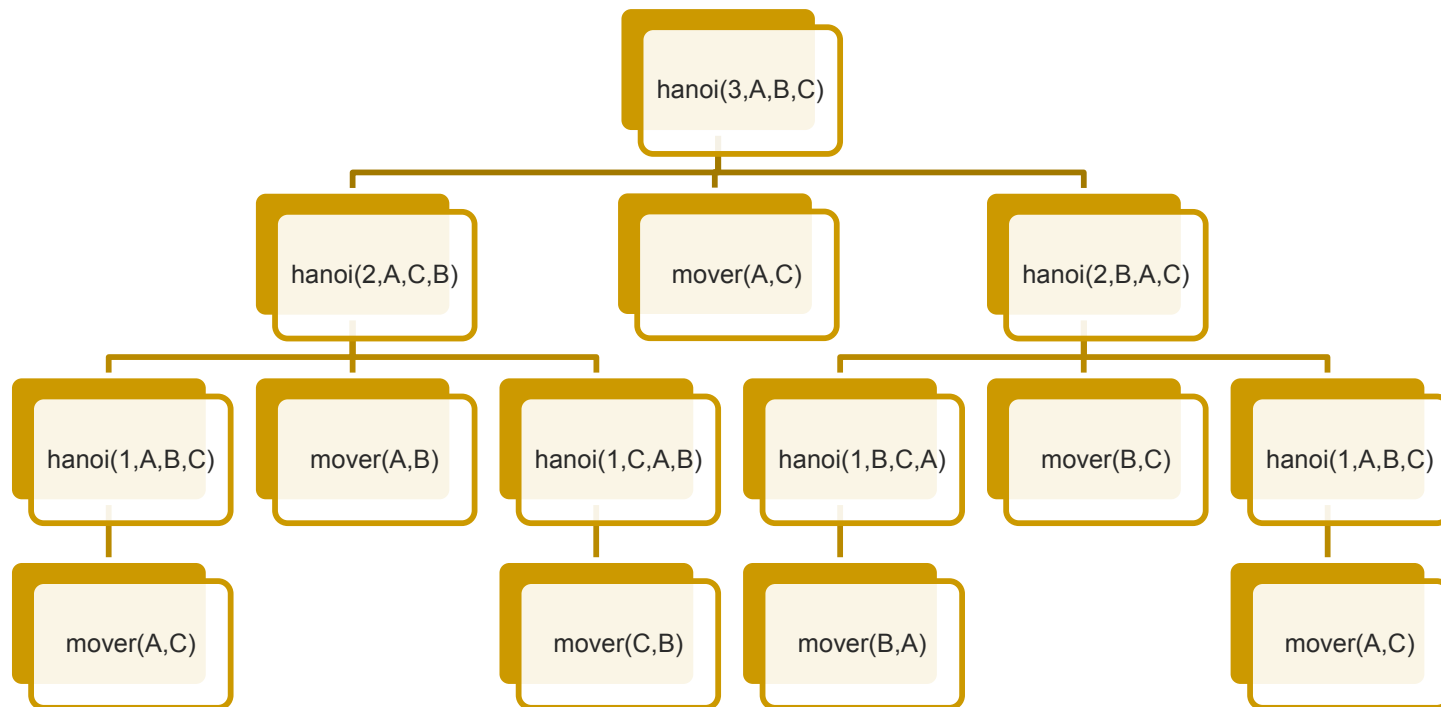 hanoi(3,A,B,C)
hanoi(2,A,C,B)
mover(A,C)
hanoi(2,B,A,C)
hanoi(1,A,B,C)
mover(A,B)
hanoi(1,C,A,B)
hanoi(1,B,C,A)
mover(B,C)
hanoi(1,A,B,C)
mover(A,C)
mover(C,B)
mover(B,A)
mover(A,C)